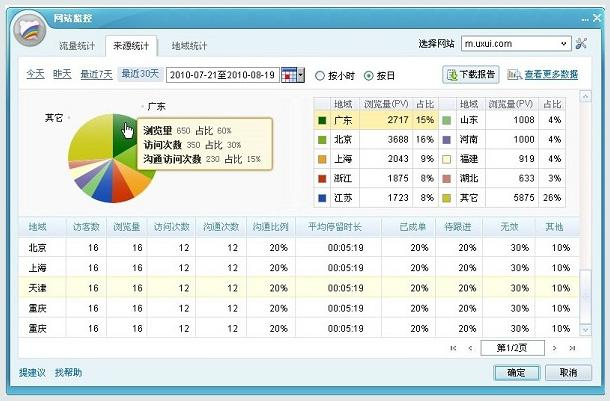 网站监控
流量统计 来源统计 地域统计 选择网站 m.uxui.com
今天 昨天 最近7天 最近30天 2010-07-21至2010-08-19 按小时 按日 下载报告 查看更多数据
其它 广东
浏览量 650 占比 60%
访问次数 350 占比 30%
沟通访问次数 230 占比 15%
地域 浏览量(PV) 占比 地域 浏览量(PV) 占比
广东 2717 15% 山东 1008 4%
北京 3688 16% 河南 1000 4%
上海 2043 9% 福建 919 4%
浙江 1875 8% 湖北 633 3%
江苏 1723 8% 其它 5875 26%
地域 访客数 浏览量 访问次数 沟通次数 沟通比例 平均停留时长 已成单 待跟进 无效 其他
北京 16 16 12 12 20% 00:05:19 20% 20% 30% 10%
上海 16 16 12 12 20% 00:05:19 20% 20% 30% 10%
天津 16 16 12 12 20% 00:05:19 20% 20% 30% 10%
重庆 16 16 12 12 20% 00:05:19 20% 20% 30% 10%
重庆 16 16 12 12 20% 00:05:19 20% 20% 30% 10%
第1/2页
提建议 找帮助 确定 取消